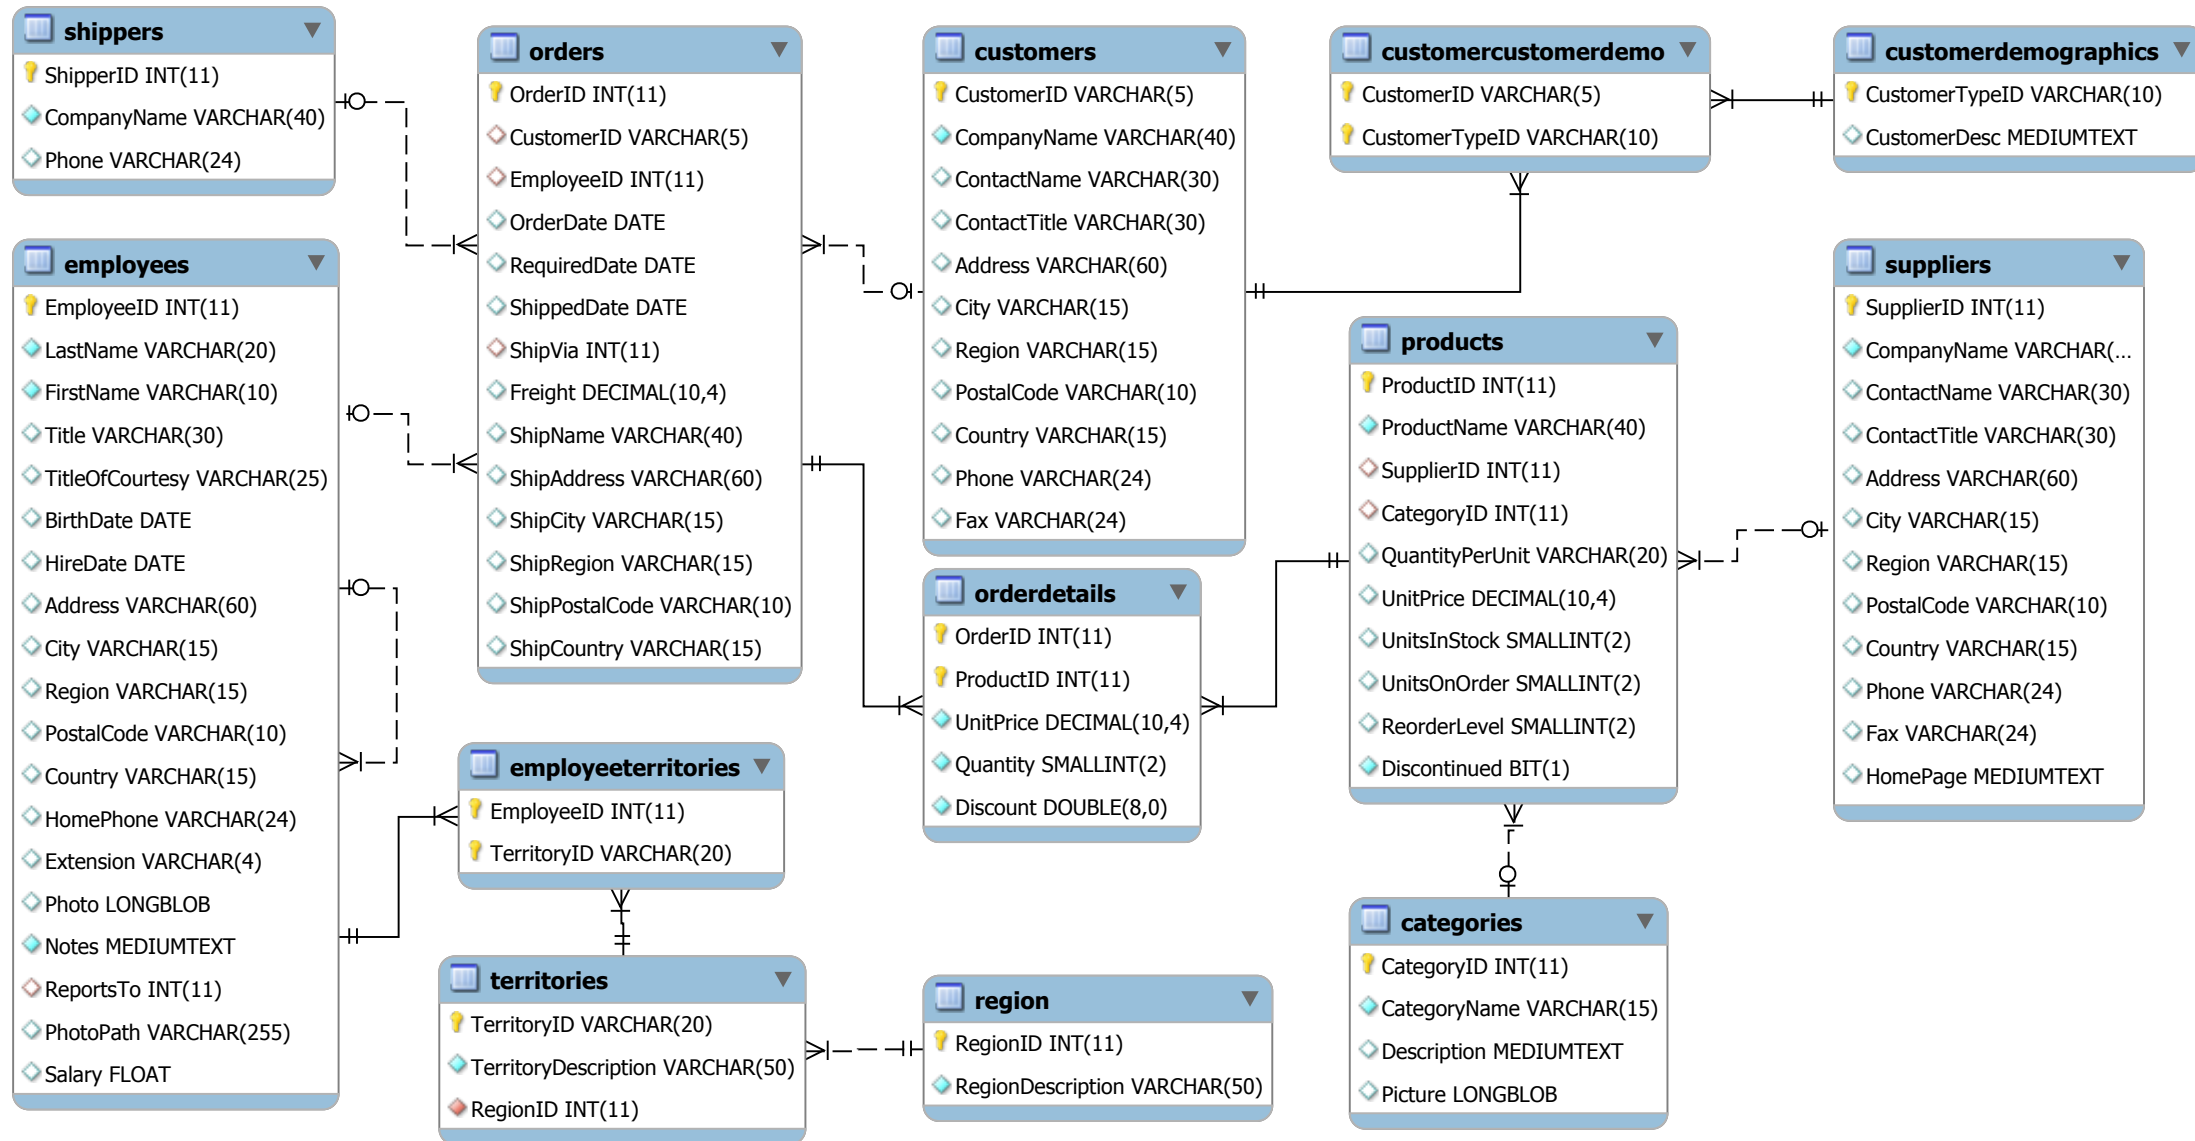 shippers
ShipperID INT(11)
CompanyName VARCHAR(40)
Phone VARCHAR(24)
employees
EmployeeID INT(11)
LastName VARCHAR(20)
FirstName VARCHAR(10)
Title VARCHAR(30)
TitleOfCourtesy VARCHAR(25)
BirthDate DATE
HireDate DATE
Address VARCHAR(60)
City VARCHAR(15)
Region VARCHAR(15)
PostalCode VARCHAR(10)
Country VARCHAR(15)
HomePhone VARCHAR(24)
Extension VARCHAR(4)
Photo LONGBLOB
Notes MEDIUMTEXT
ReportsTo INT(11)
PhotoPath VARCHAR(255)
Salary FLOAT
orders
OrderID INT(11)
CustomerID VARCHAR(5)
EmployeeID INT(11)
OrderDate DATE
RequiredDate DATE
ShippedDate DATE
ShipVia INT(11)
Freight DECIMAL(10,4)
ShipName VARCHAR(40)
ShipAddress VARCHAR(60)
ShipCity VARCHAR(15)
ShipRegion VARCHAR(15)
ShipPostalCode VARCHAR(10)
ShipCountry VARCHAR(15)
employeeterritories
EmployeeID INT(11)
TerritoryID VARCHAR(20)
territories
TerritoryID VARCHAR(20)
TerritoryDescription VARCHAR(50)
RegionID INT(11)
customers
CustomerID VARCHAR(5)
CompanyName VARCHAR(40)
ContactName VARCHAR(30)
ContactTitle VARCHAR(30)
Address VARCHAR(60)
City VARCHAR(15)
Region VARCHAR(15)
PostalCode VARCHAR(10)
Country VARCHAR(15)
Phone VARCHAR(24)
Fax VARCHAR(24)
orderdetails
OrderID INT(11)
ProductID INT(11)
UnitPrice DECIMAL(10,4)
Quantity SMALLINT(2)
Discount DOUBLE(8,0)
region
RegionID INT(11)
RegionDescription VARCHAR(50)
customercustomerdemo
CustomerID VARCHAR(5)
CustomerTypeID VARCHAR(10)
products
ProductID INT(11)
ProductName VARCHAR(40)
SupplierID INT(11)
CategoryID INT(11)
QuantityPerUnit VARCHAR(20)
UnitPrice DECIMAL(10,4)
UnitsInStock SMALLINT(2)
UnitsOnOrder SMALLINT(2)
ReorderLevel SMALLINT(2)
Discontinued BIT(1)
categories
CategoryID INT(11)
CategoryName VARCHAR(15)
Description MEDIUMTEXT
Picture LONGBLOB
customerdemographics
CustomerTypeID VARCHAR(10)
CustomerDesc MEDIUMTEXT
suppliers
SupplierID INT(11)
CompanyName VARCHAR(...
ContactName VARCHAR(30)
ContactTitle VARCHAR(30)
Address VARCHAR(60)
City VARCHAR(15)
Region VARCHAR(15)
PostalCode VARCHAR(10)
Country VARCHAR(15)
Phone VARCHAR(24)
Fax VARCHAR(24)
HomePage MEDIUMTEXT